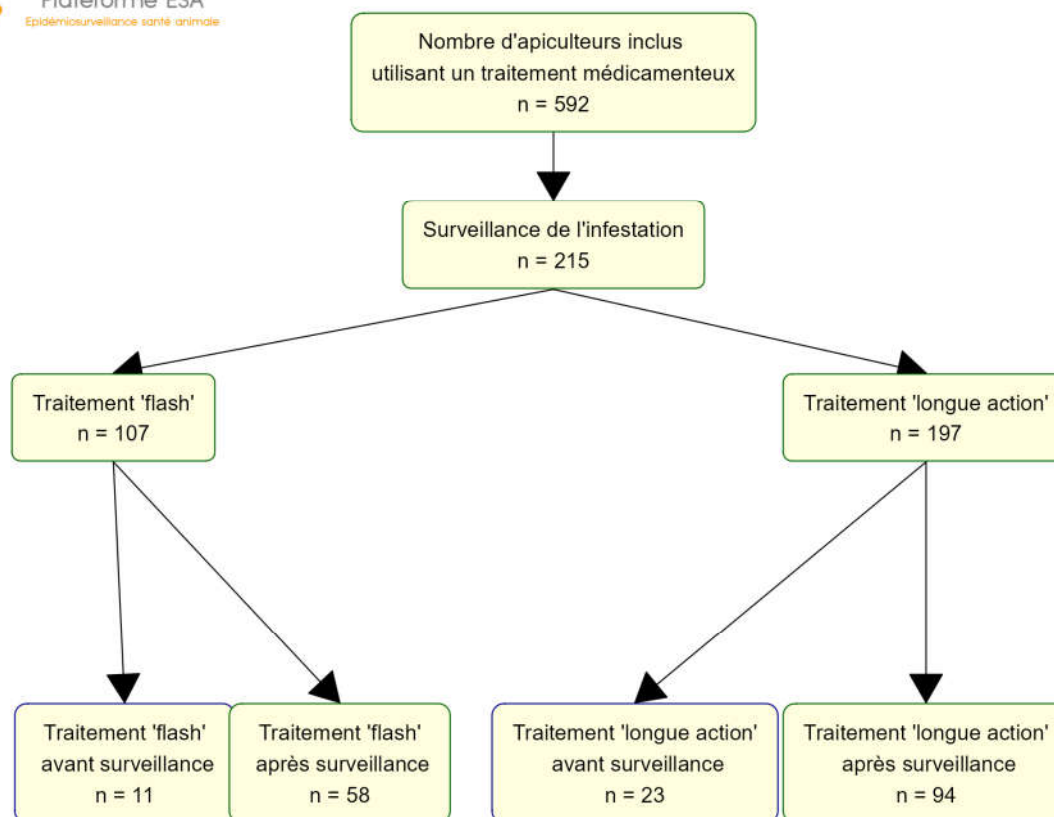 Plateforme ESA
Epidémiosurveillance santé animale
Nombre d'apiculteurs inclus
utilisant un traitement médicamenteux
n = 592
Surveillance de l'infestation
n = 215
Traitement 'flash'
n = 107
Traitement 'longue action'
n = 197
Traitement 'flash'
avant surveillance
n = 11
Traitement 'flash'
après surveillance
n = 58
Traitement 'longue action'
avant surveillance
n = 23
Traitement 'longue action'
après surveillance
n = 94